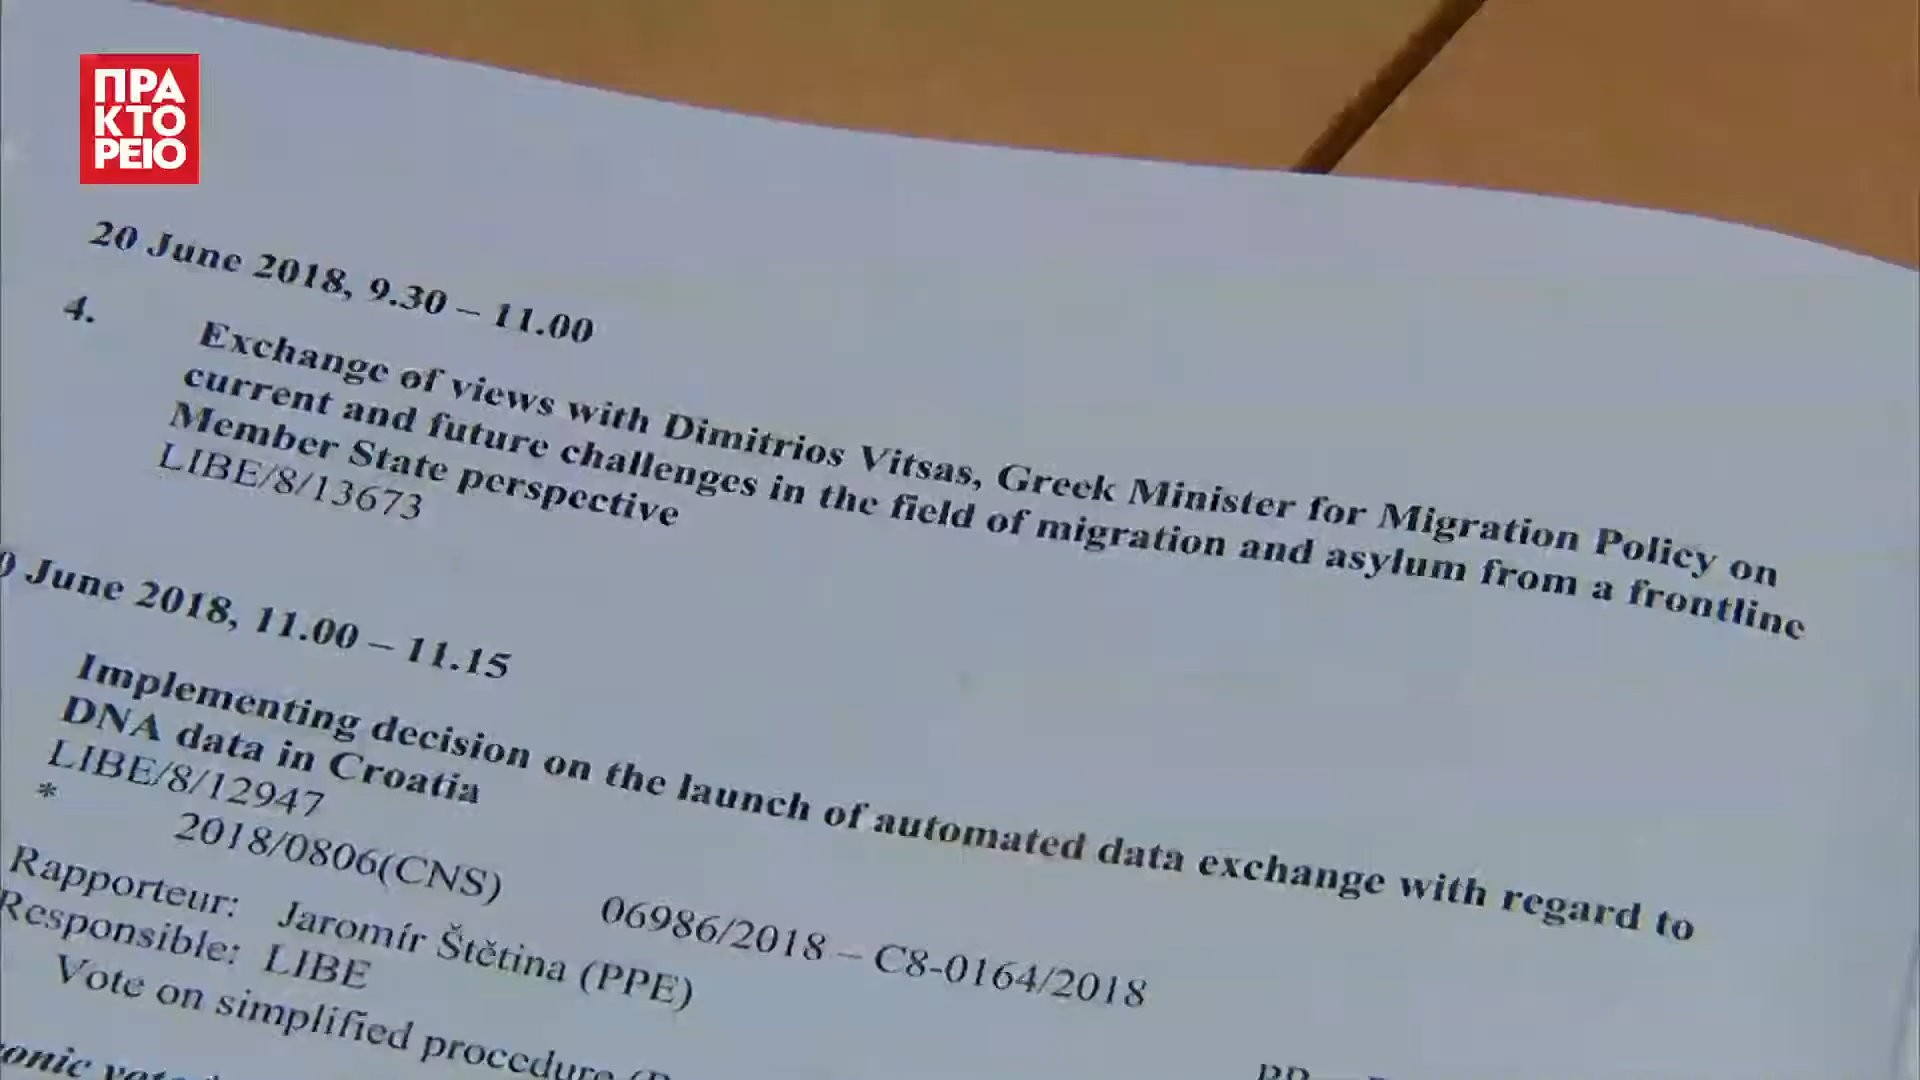 ΠΡΑ
ΚΤΟ
ΡΕΙΟ
20 June 2018, 9.30 – 11.00
4.
Exchange of views with Dimitrios Vitsas, Greek Minister for Migration Policy on
current and future challenges in the field of migration and asylum from a frontline
Member State perspective
LIBE/8/13673
June 2018, 11.00 – 11.15
Implementing decision on the launch of automated data exchange with regard to
DNA data in Croatia
LIBE/8/12947
* 2018/0806(CNS) 06986/2018 – C8-0164/2018
Rapporteur: Jaromír Štětina (PPE)
Responsible: LIBE
Vote on simplified procedure